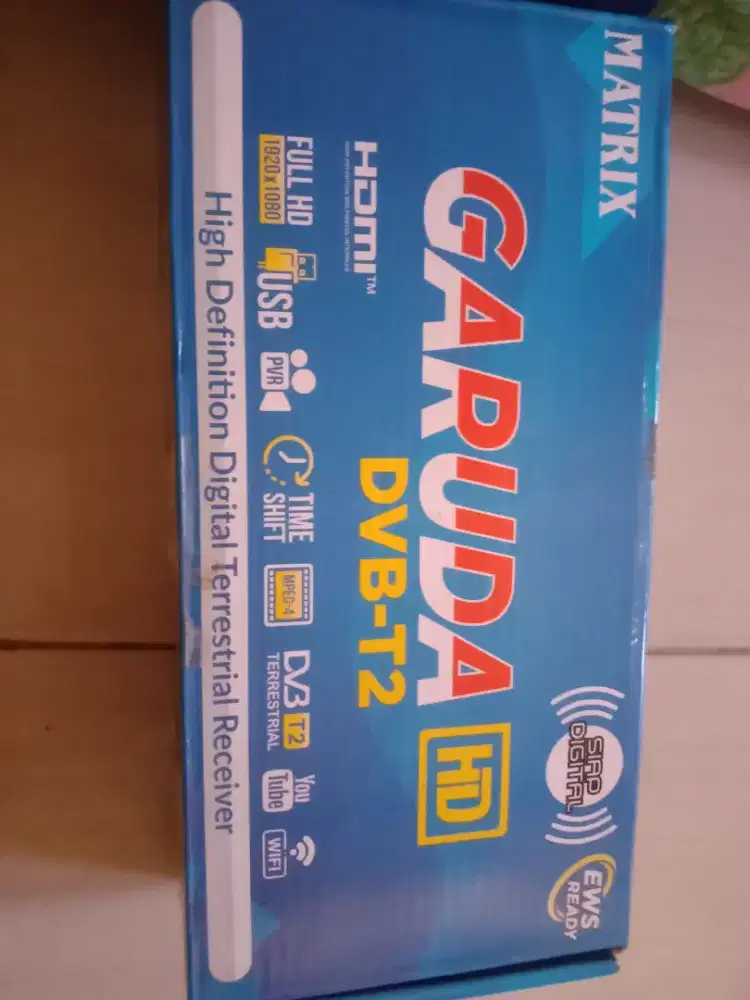 MATRIX
SIAP
DIGITAL
EWS
READY
GARUDA HD
DVB-T2
HDMI™
FULL HD
1920x1080
USB
PVR
TIME
SHIFT
MPEG-4
DVB T2
TERRESTRIAL
You
Tube
WIFI
High Definition Digital Terrestrial Receiver